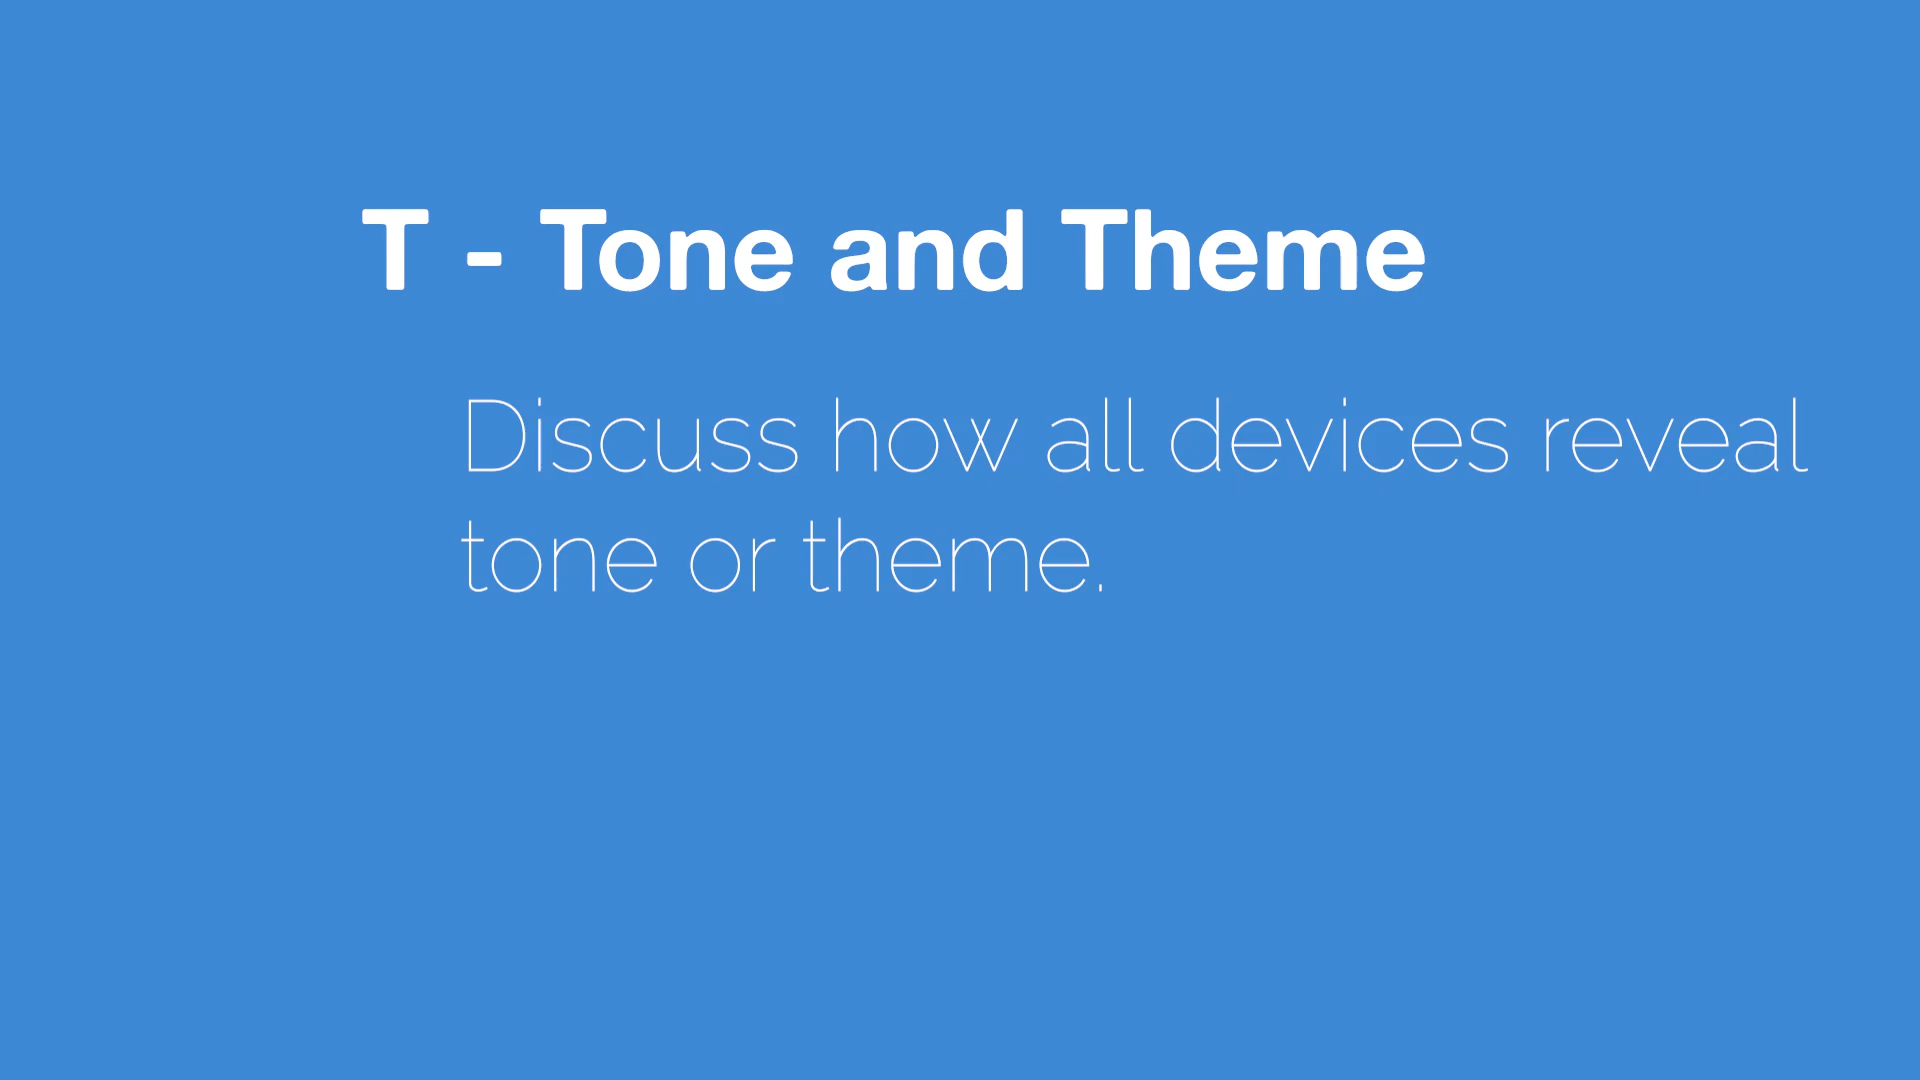 T - Tone and Theme
Discuss how all devices reveal
tone or theme.